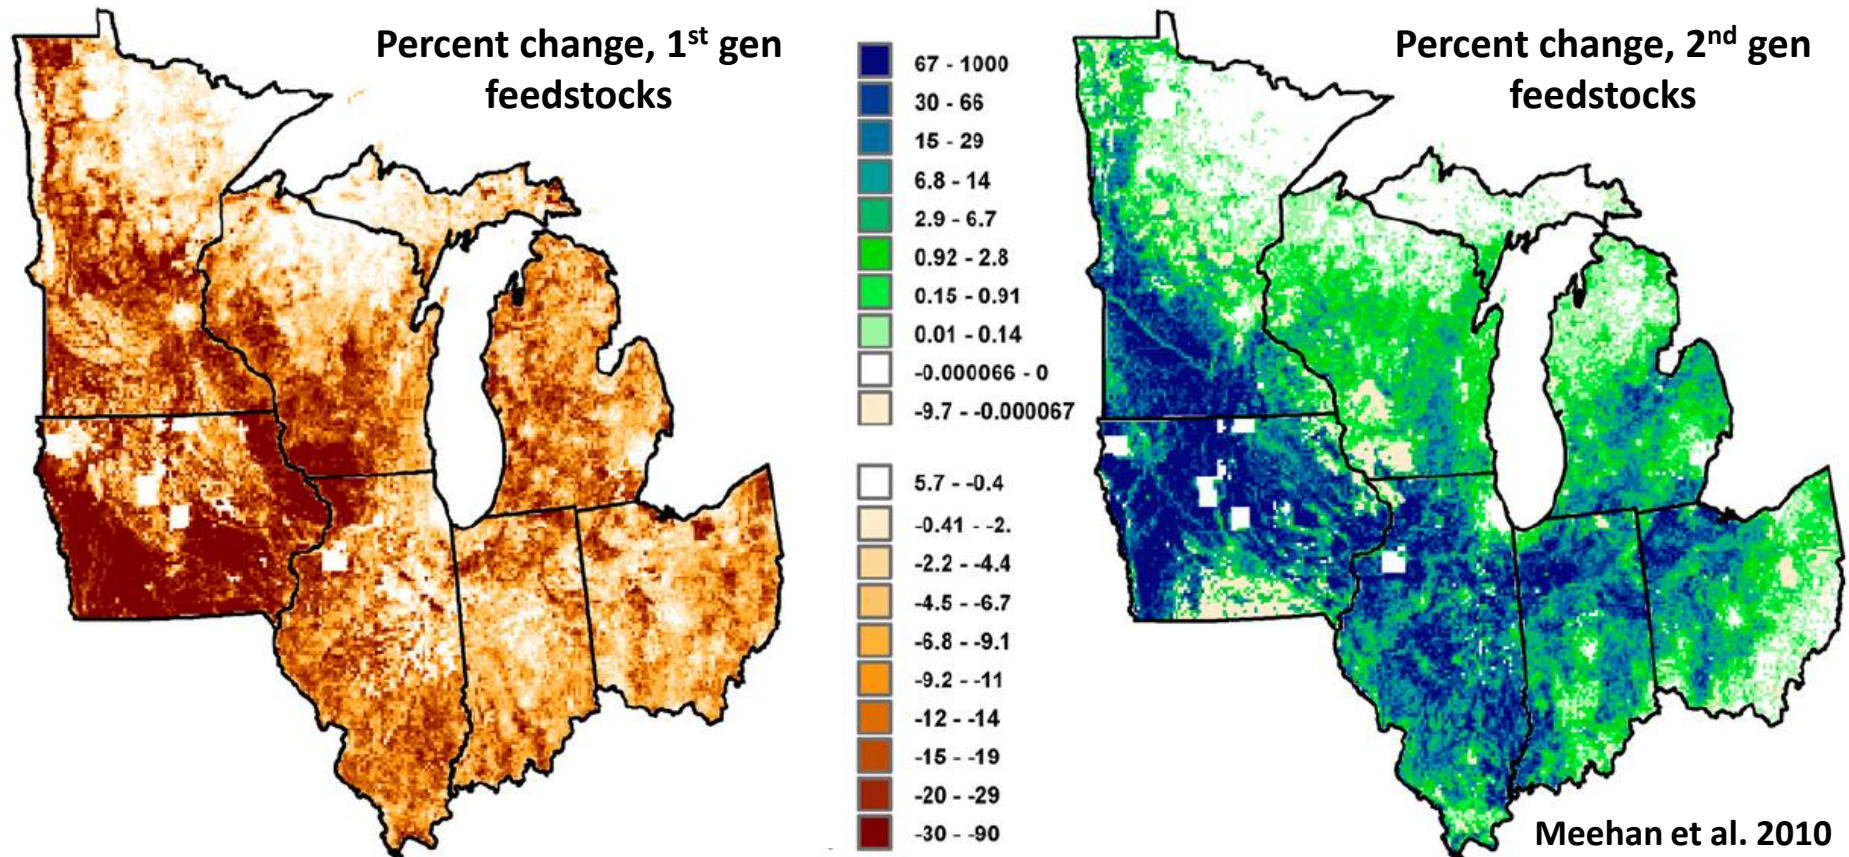 Percent change, 1st gen
feedstocks
67 - 1000
30 - 66
15 - 29
6.8 - 14
2.9 - 6.7
0.92 - 2.8
0.15 - 0.91
0.01 - 0.14
-0.000066 - 0
-9.7 - -0.000067
5.7 - -0.4
-0.41 - -2.
-2.2 - -4.4
-4.5 - -6.7
-6.8 - -9.1
-9.2 - -11
-12 - -14
-15 - -19
-20 - -29
-30 - -90
Percent change, 2nd gen
feedstocks
Meehan et al. 2010